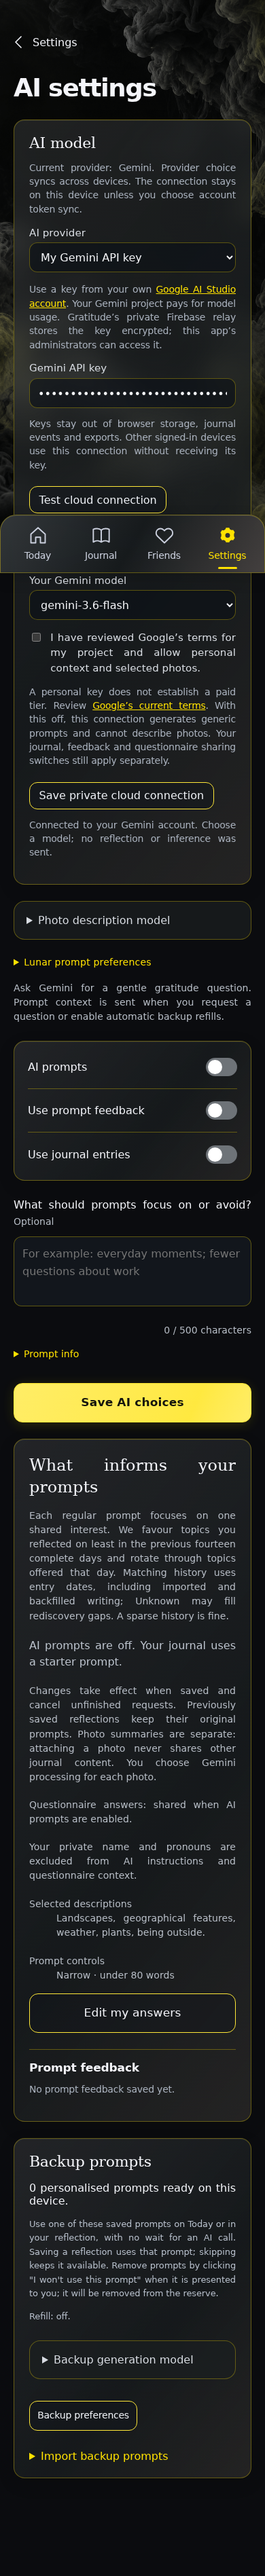 Settings
AI settings
AI model
Current provider: Gemini. Provider choice
syncs across devices. The connection stays
on this device unless you choose account
token sync.
AI provider
My Gemini API key
Use a key from your own Google AI Studio
account. Your Gemini project pays for model
usage. Gratitude's private Firebase relay
stores the key encrypted; this app's
administrators can access it.
Gemini API key
Keys stay out of browser storage, journal
events and exports. Other signed-in devices
use this connection without receiving its
key.
Test cloud connection
Today
Journal
Friends
Settings
Your Gemini model
gemini-3.6-flash
I have reviewed Google's terms for
my project and allow personal
context and selected photos.
A personal key does not establish a paid
tier. Review Google's current terms. With
this off, this connection generates generic
prompts and cannot describe photos. Your
journal, feedback and questionnaire sharing
switches still apply separately.
Save private cloud connection
Connected to your Gemini account. Choose
a model; no reflection or inference was
sent.
Photo description model
Lunar prompt preferences
Ask Gemini for a gentle gratitude question.
Prompt context is sent when you request a
question or enable automatic backup refills.
AI prompts
Use prompt feedback
Use journal entries
What should prompts focus on or avoid?
Optional
For example: everyday moments; fewer
questions about work
0 / 500 characters
Prompt info
Save AI choices
What informs your
prompts
Each regular prompt focuses on one
shared interest. We favour topics you
reflected on least in the previous fourteen
complete days and rotate through topics
offered that day. Matching history uses
entry dates, including imported and
backfilled writing; Unknown may fill
rediscovery gaps. A sparse history is fine.
AI prompts are off. Your journal uses
a starter prompt.
Changes take effect when saved and
cancel unfinished requests. Previously
saved reflections keep their original
prompts. Photo summaries are separate:
attaching a photo never shares other
journal content. You choose Gemini
processing for each photo.
Questionnaire answers: shared when AI
prompts are enabled.
Your private name and pronouns are
excluded from AI instructions and
questionnaire context.
Selected descriptions
Landscapes, geographical features,
weather, plants, being outside.
Prompt controls
Narrow · under 80 words
Edit my answers
Prompt feedback
No prompt feedback saved yet.
Backup prompts
0 personalised prompts ready on this
device.
Use one of these saved prompts on Today or in
your reflection, with no wait for an AI call.
Saving a reflection uses that prompt; skipping
keeps it available. Remove prompts by clicking
"I won't use this prompt" when it is presented
to you; it will be removed from the reserve.
Refill: off.
Backup generation model
Backup preferences
Import backup prompts